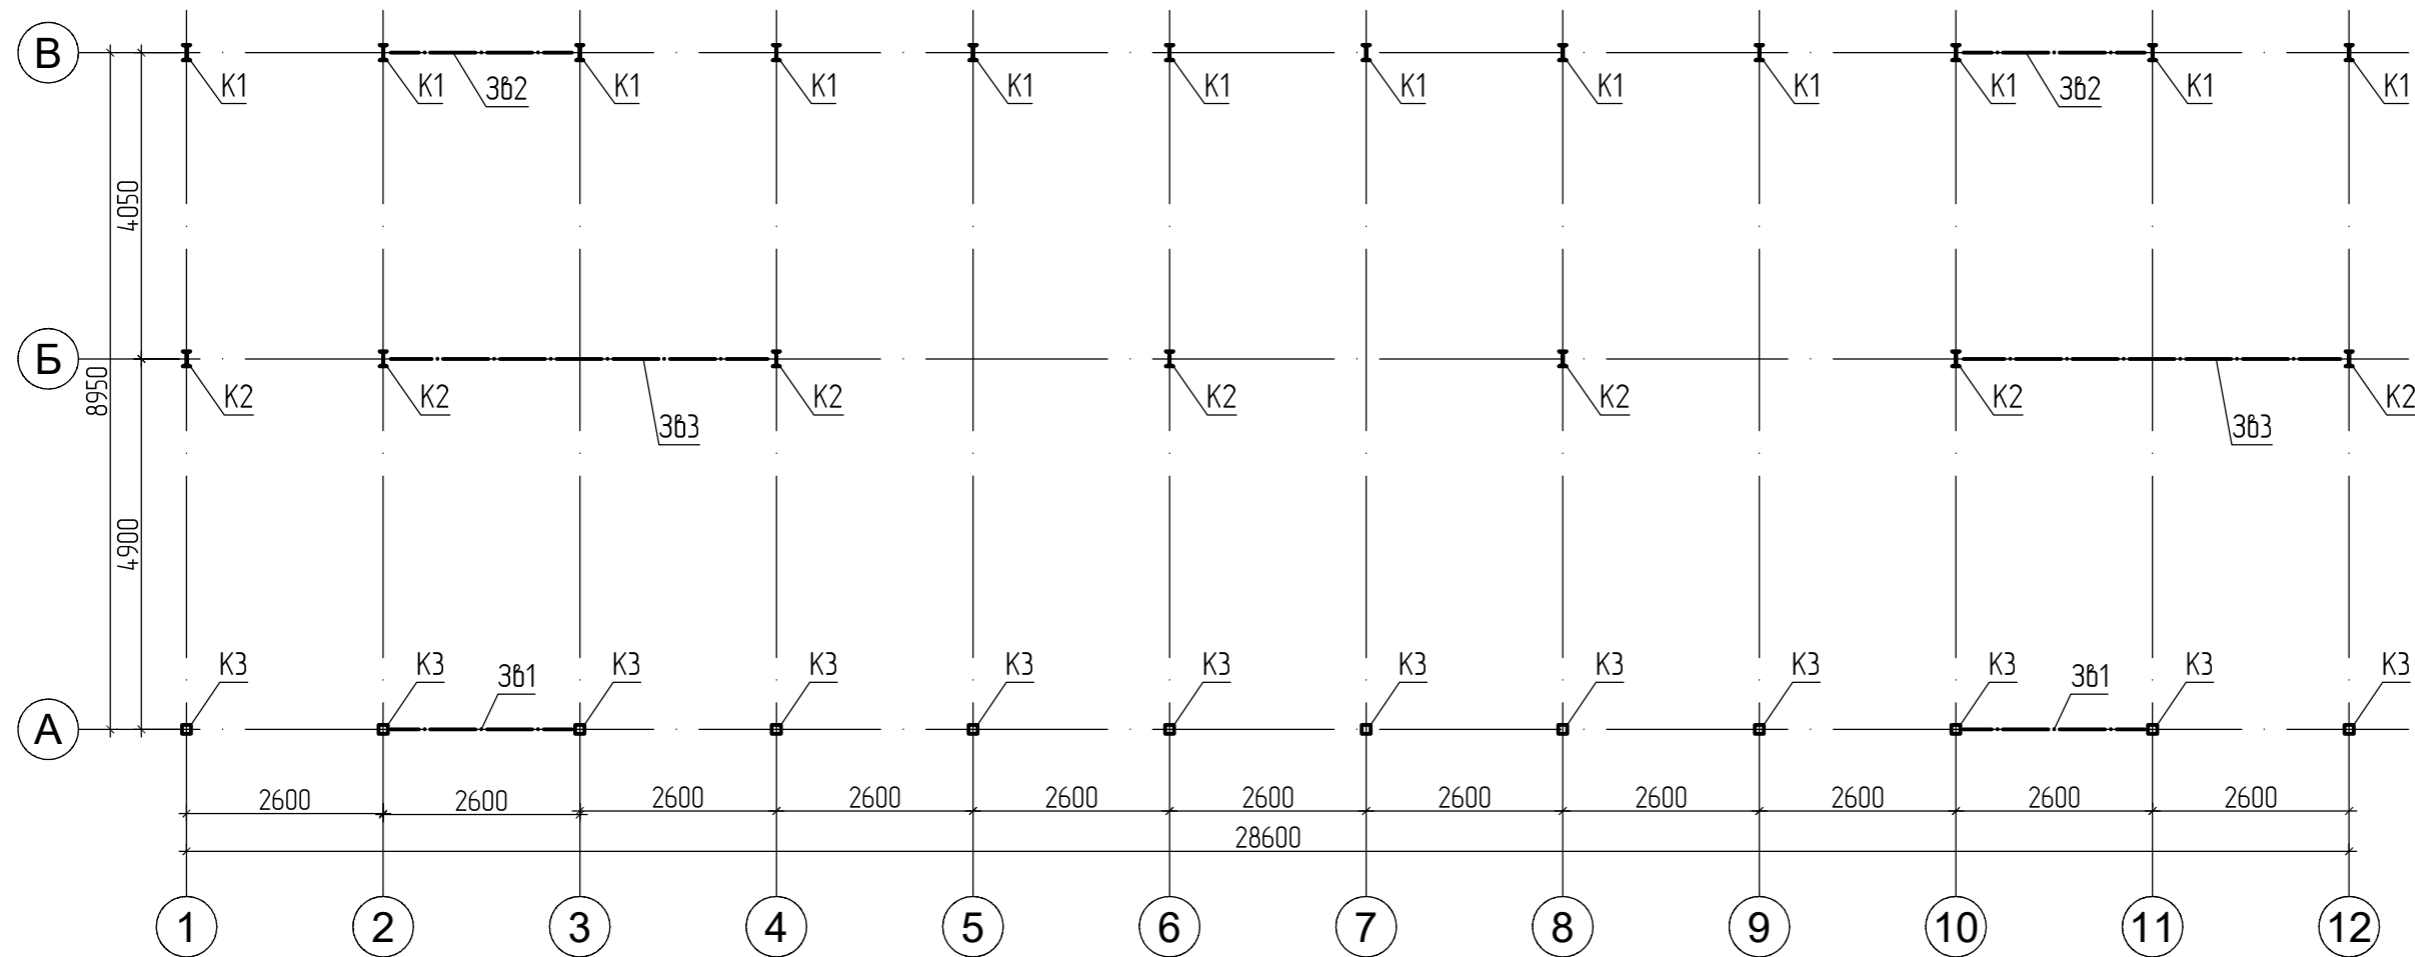 В
К1 К1 Зв2 К1 К1 К1 К1 К1 К1 К1 К1 Зв2 К1 К1
4050
Б
8950
К2 К2 Зв3 К2 К2 К2 К2 Зв3 К2
4900
К3 К3 Зв1 К3 К3 К3 К3 К3 К3 К3 К3 Зв1 К3 К3
А
2600 2600 2600 2600 2600 2600 2600 2600 2600 2600 2600
28600
1 2 3 4 5 6 7 8 9 10 11 12